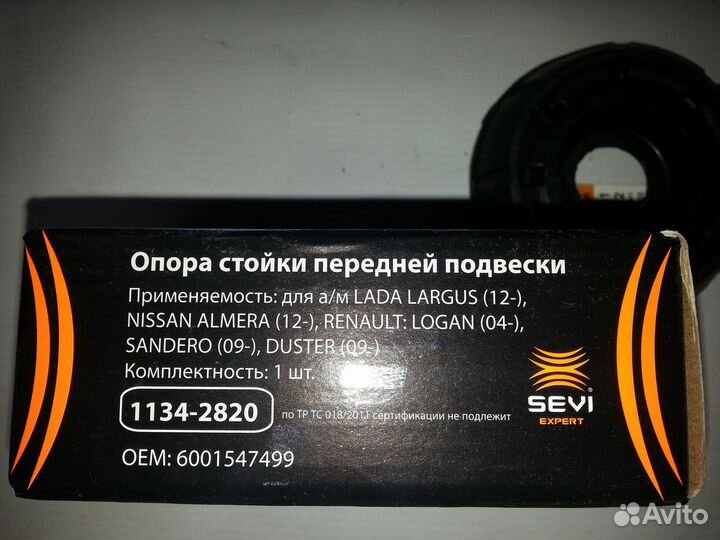 Опора стойки передней подвески
Применяемость: для а/м LADA LARGUS (12-),
NISSAN ALMERA (12-), RENAULT: LOGAN (04-),
SANDERO (09-), DUSTER (09-)
Комплектность: 1 шт.
1134-2820 по ТР ТС 018/2011 сертификации не подлежит
OEM: 6001547499
SEVI®
EXPERT
Avito